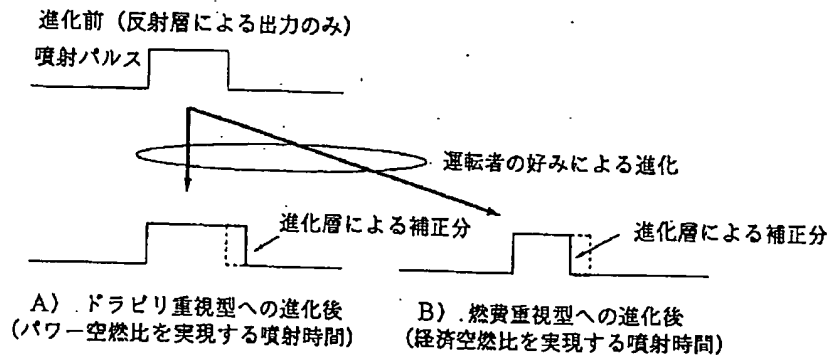 進化前（反射層による出力のみ）
噴射パルス
運転者の好みによる進化
進化層による補正分
進化層による補正分
A）.ドラビリ重視型への進化後
（パワー空燃比を実現する噴射時間）
B）.燃費重視型への進化後
（経済空燃比を実現する噴射時間）